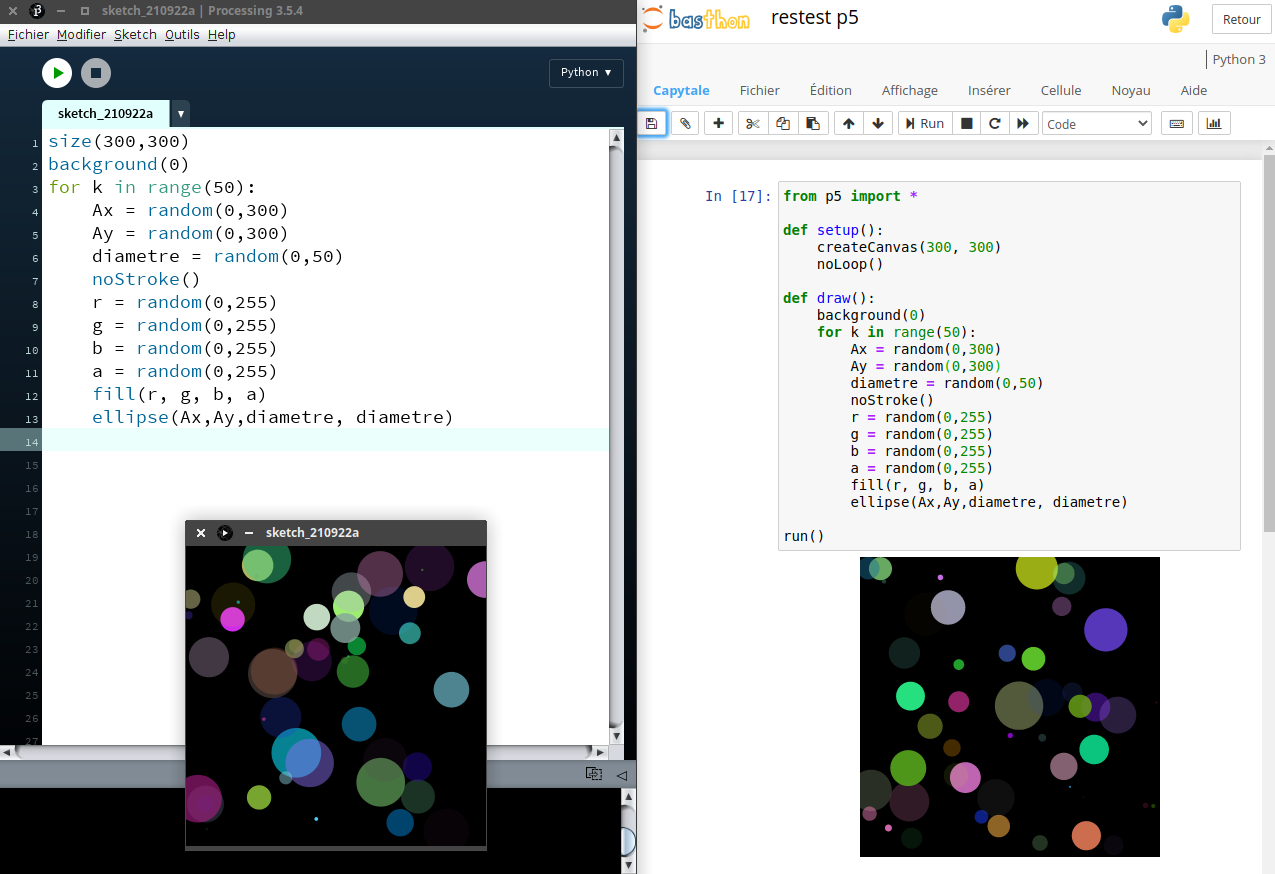 sketch_210922a | Processing 3.5.4
Fichier Modifier Sketch Outils Help
Python ▾
sketch_210922a ▾
1 size(300,300)
2 background(0)
3 for k in range(50):
4     Ax = random(0,300)
5     Ay = random(0,300)
6     diametre = random(0,50)
7     noStroke()
8     r = random(0,255)
9     g = random(0,255)
10     b = random(0,255)
11     a = random(0,255)
12     fill(r, g, b, a)
13     ellipse(Ax,Ay,diametre, diametre)
14
15
16
17
18
19
20
21
22
23
24
25
26
27
sketch_210922a
basthon restest p5 Retour
Python 3
Capytale Fichier Édition Affichage Insérer Cellule Noyau Aide
Run Code
In [17]: from p5 import *
def setup():
    createCanvas(300, 300)
    noLoop()
def draw():
    background(0)
    for k in range(50):
        Ax = random(0,300)
        Ay = random(0,300)
        diametre = random(0,50)
        noStroke()
        r = random(0,255)
        g = random(0,255)
        b = random(0,255)
        a = random(0,255)
        fill(r, g, b, a)
        ellipse(Ax,Ay,diametre, diametre)
run()